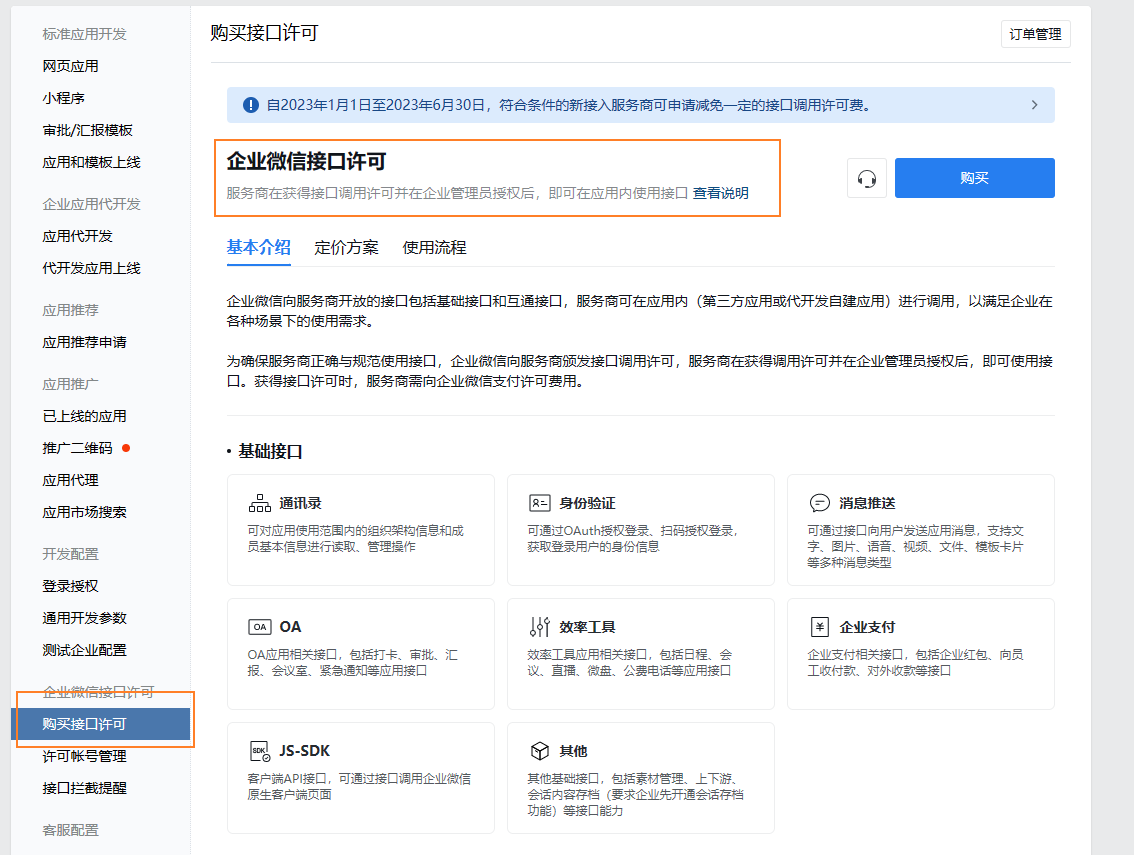 标准应用开发
网页应用
小程序
审批/汇报模板
应用和模板上线
企业应用代开发
应用代开发
代开发应用上线
应用推荐
应用推荐申请
应用推广
已上线的应用
推广二维码
应用代理
应用市场搜索
开发配置
登录授权
通用开发参数
测试企业配置
企业微信接口许可
购买接口许可
许可帐号管理
接口拦截提醒
客服配置
购买接口许可
订单管理
自2023年1月1日至2023年6月30日，符合条件的新接入服务商可申请减免一定的接口调用许可费。
企业微信接口许可
服务商在获得接口调用许可并在企业管理员授权后，即可在应用内使用接口 查看说明
购买
基本介绍 定价方案 使用流程
企业微信向服务商开放的接口包括基础接口和互通接口，服务商可在应用内（第三方应用或代开发自建应用）进行调用，以满足企业在
各种场景下的使用需求。
为确保服务商正确与规范使用接口，企业微信向服务商颁发接口调用许可，服务商在获得调用许可并在企业管理员授权后，即可使用接
口。获得接口许可时，服务商需向企业微信支付许可费用。
· 基础接口
通讯录
可对应用使用范围内的组织架构信息和成
员基本信息进行读取、管理操作
身份验证
可通过OAuth授权登录、扫码授权登录，
获取登录用户的身份信息
消息推送
可通过接口向用户发送应用消息，支持文
字、图片、语音、视频、文件、模板卡片
等多种消息类型
OA OA
OA应用相关接口，包括打卡、审批、汇
报、会议室、紧急通知等应用接口
效率工具
效率工具应用相关接口，包括日程、会
议、直播、微盘、公费电话等应用接口
¥ 企业支付
企业支付相关接口，包括企业红包、向员
工收付款、对外收款等接口
SDK JS-SDK
客户端API接口，可通过接口调用企业微信
原生客户端页面
其他
其他基础接口，包括素材管理、上下游、
会话内容存档（要求企业先开通会话存档
功能）等接口能力